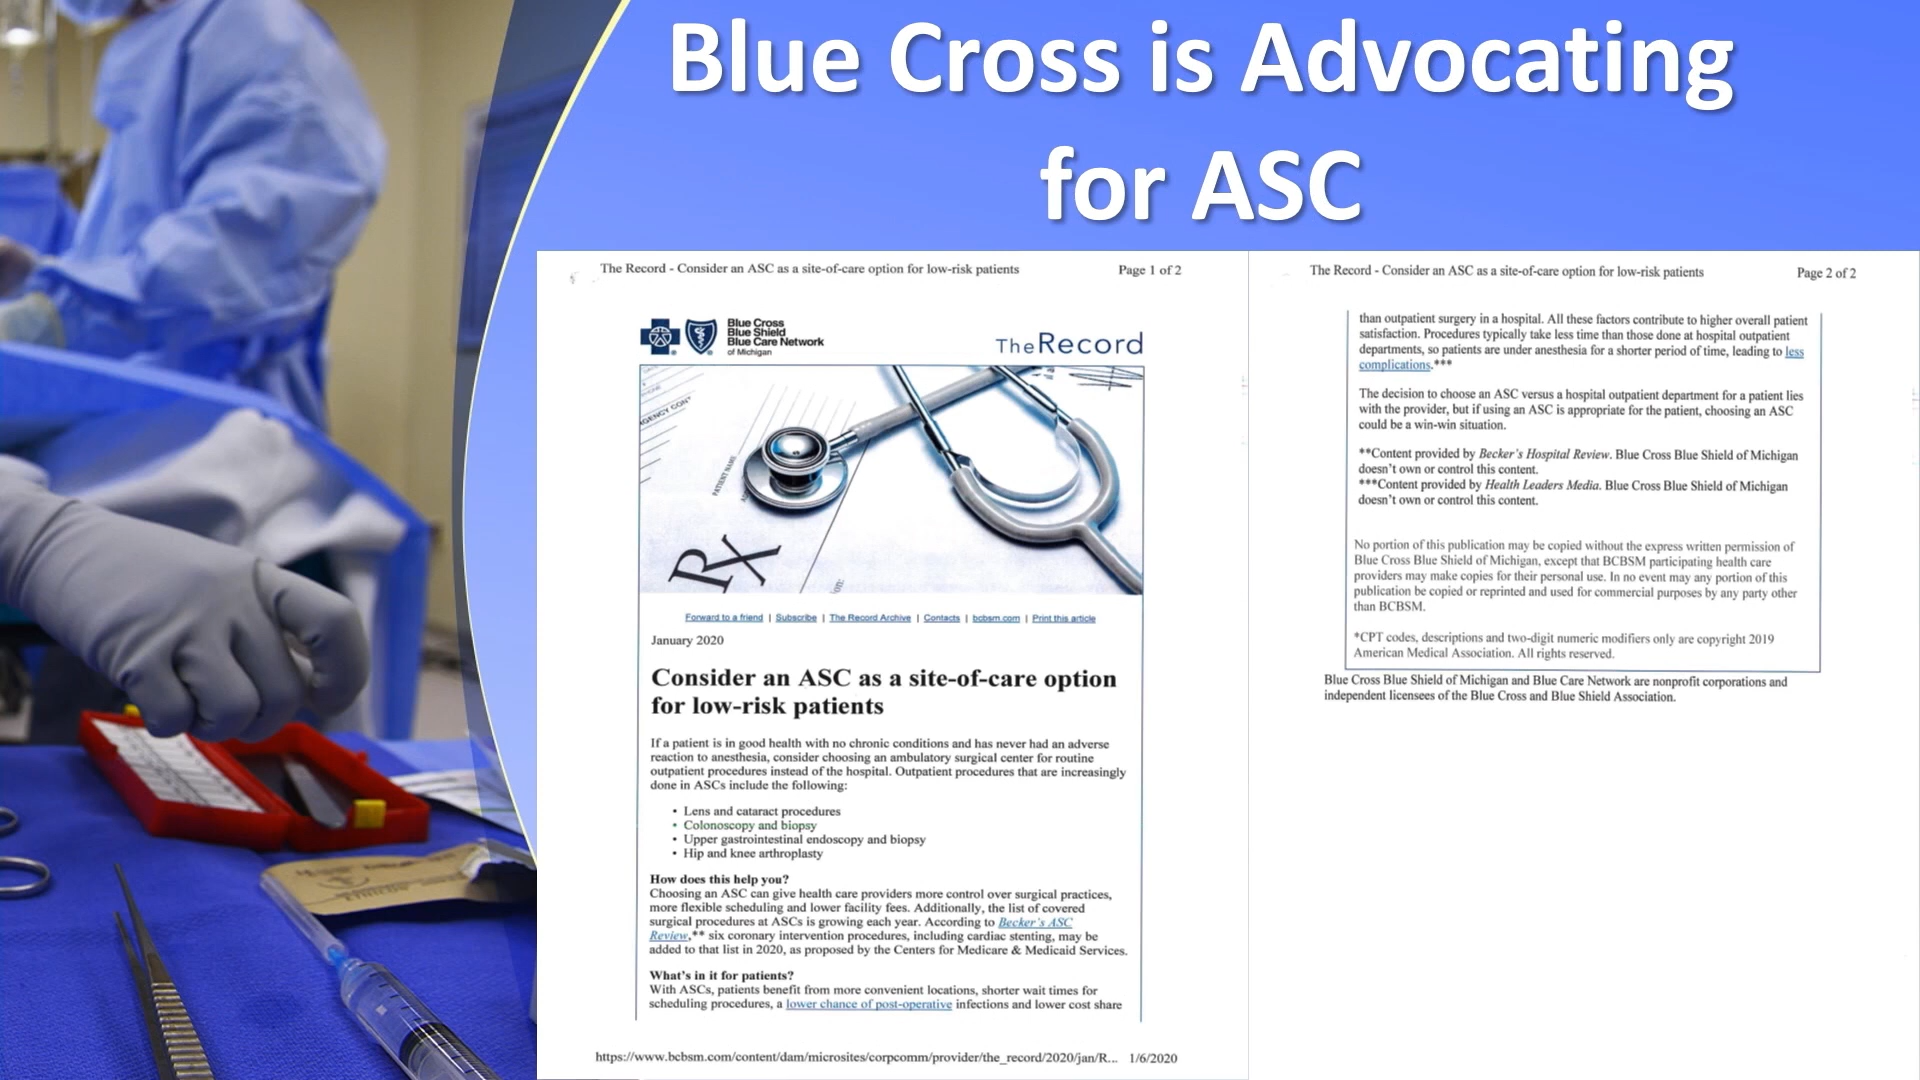 Blue Cross is Advocating
for ASC
The Record - Consider an ASC as a site-of-care option for low-risk patients Page 1 of 2
Blue Cross
Blue Shield
Blue Care Network
of Michigan
TheRecord
GENCY CONT
PATIENT NAME
Rx
Forward to a friend | Subscribe | The Record Archive | Contacts | bcbsm.com | Print this article
January 2020
Consider an ASC as a site-of-care option
for low-risk patients
If a patient is in good health with no chronic conditions and has never had an adverse
reaction to anesthesia, consider choosing an ambulatory surgical center for routine
outpatient procedures instead of the hospital. Outpatient procedures that are increasingly
done in ASCs include the following:
• Lens and cataract procedures
• Colonoscopy and biopsy
• Upper gastrointestinal endoscopy and biopsy
• Hip and knee arthroplasty
How does this help you?
Choosing an ASC can give health care providers more control over surgical practices,
more flexible scheduling and lower facility fees. Additionally, the list of covered
surgical procedures at ASCs is growing each year. According to Becker's ASC
Review,** six coronary intervention procedures, including cardiac stenting, may be
added to that list in 2020, as proposed by the Centers for Medicare & Medicaid Services.
What's in it for patients?
With ASCs, patients benefit from more convenient locations, shorter wait times for
scheduling procedures, a lower chance of post-operative infections and lower cost share
https://www.bcbsm.com/content/dam/microsites/corpcomm/provider/the_record/2020/jan/R... 1/6/2020
The Record - Consider an ASC as a site-of-care option for low-risk patients Page 2 of 2
than outpatient surgery in a hospital. All these factors contribute to higher overall patient
satisfaction. Procedures typically take less time than those done at hospital outpatient
departments, so patients are under anesthesia for a shorter period of time, leading to less
complications.***
The decision to choose an ASC versus a hospital outpatient department for a patient lies
with the provider, but if using an ASC is appropriate for the patient, choosing an ASC
could be a win-win situation.
**Content provided by Becker's Hospital Review. Blue Cross Blue Shield of Michigan
doesn't own or control this content.
***Content provided by Health Leaders Media. Blue Cross Blue Shield of Michigan
doesn't own or control this content.
No portion of this publication may be copied without the express written permission of
Blue Cross Blue Shield of Michigan, except that BCBSM participating health care
providers may make copies for their personal use. In no event may any portion of this
publication be copied or reprinted and used for commercial purposes by any party other
than BCBSM.
*CPT codes, descriptions and two-digit numeric modifiers only are copyright 2019
American Medical Association. All rights reserved.
Blue Cross Blue Shield of Michigan and Blue Care Network are nonprofit corporations and
independent licensees of the Blue Cross and Blue Shield Association.